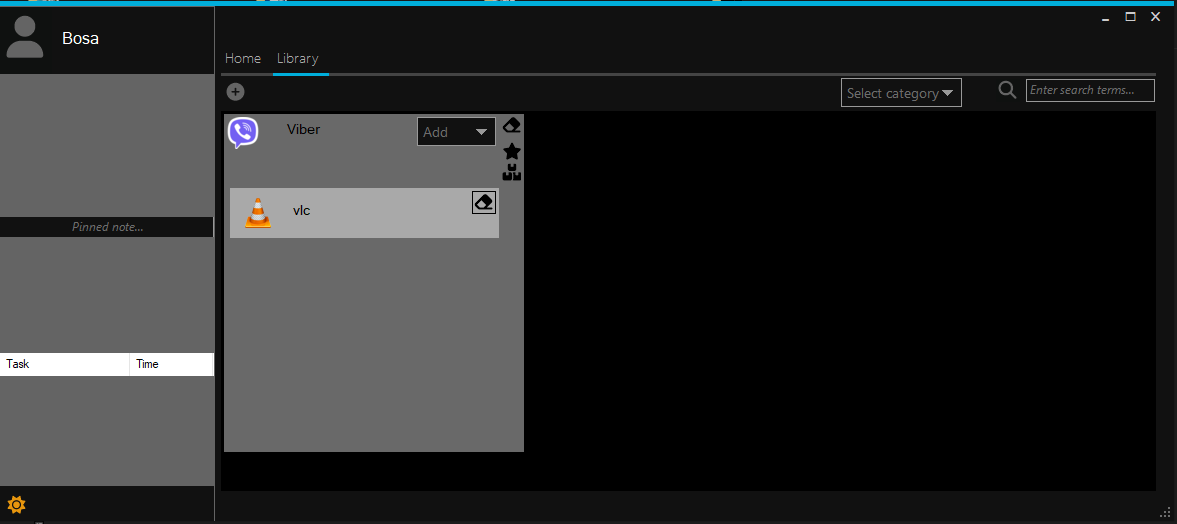 Bosa
Home Library
Select category
Enter search terms...
Viber
Add
vlc
Pinned note...
Task Time